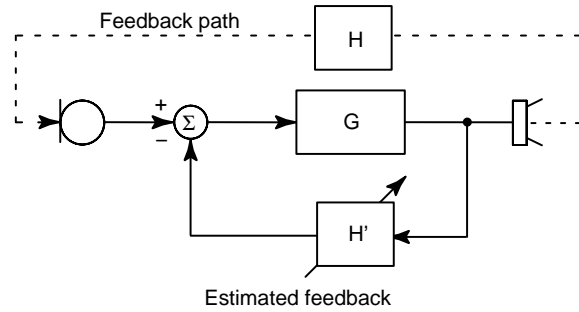 Feedback path
H
+
Σ
G
−
H'
Estimated feedback